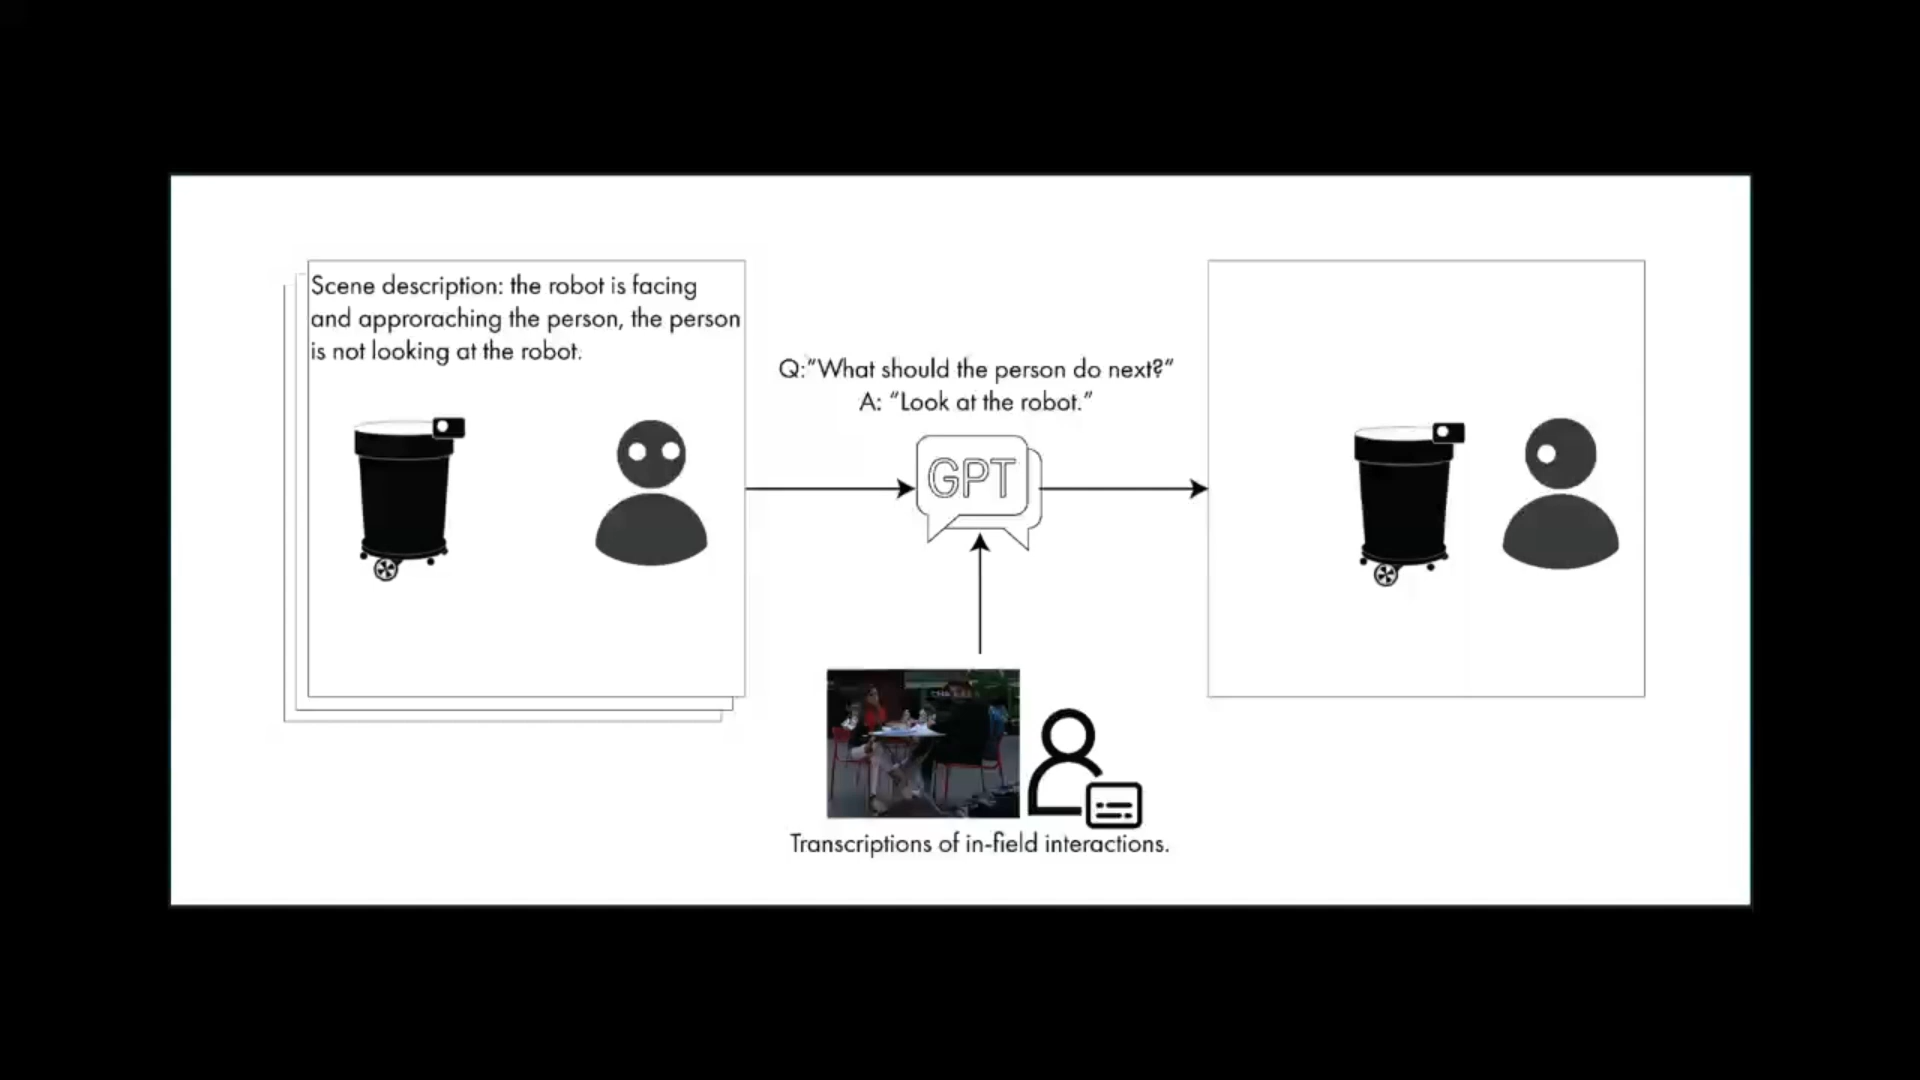 Scene description: the robot is facing
and approraching the person, the person
is not looking at the robot.
Q:"What should the person do next?"
A: "Look at the robot."
GPT
Transcriptions of in-field interactions.